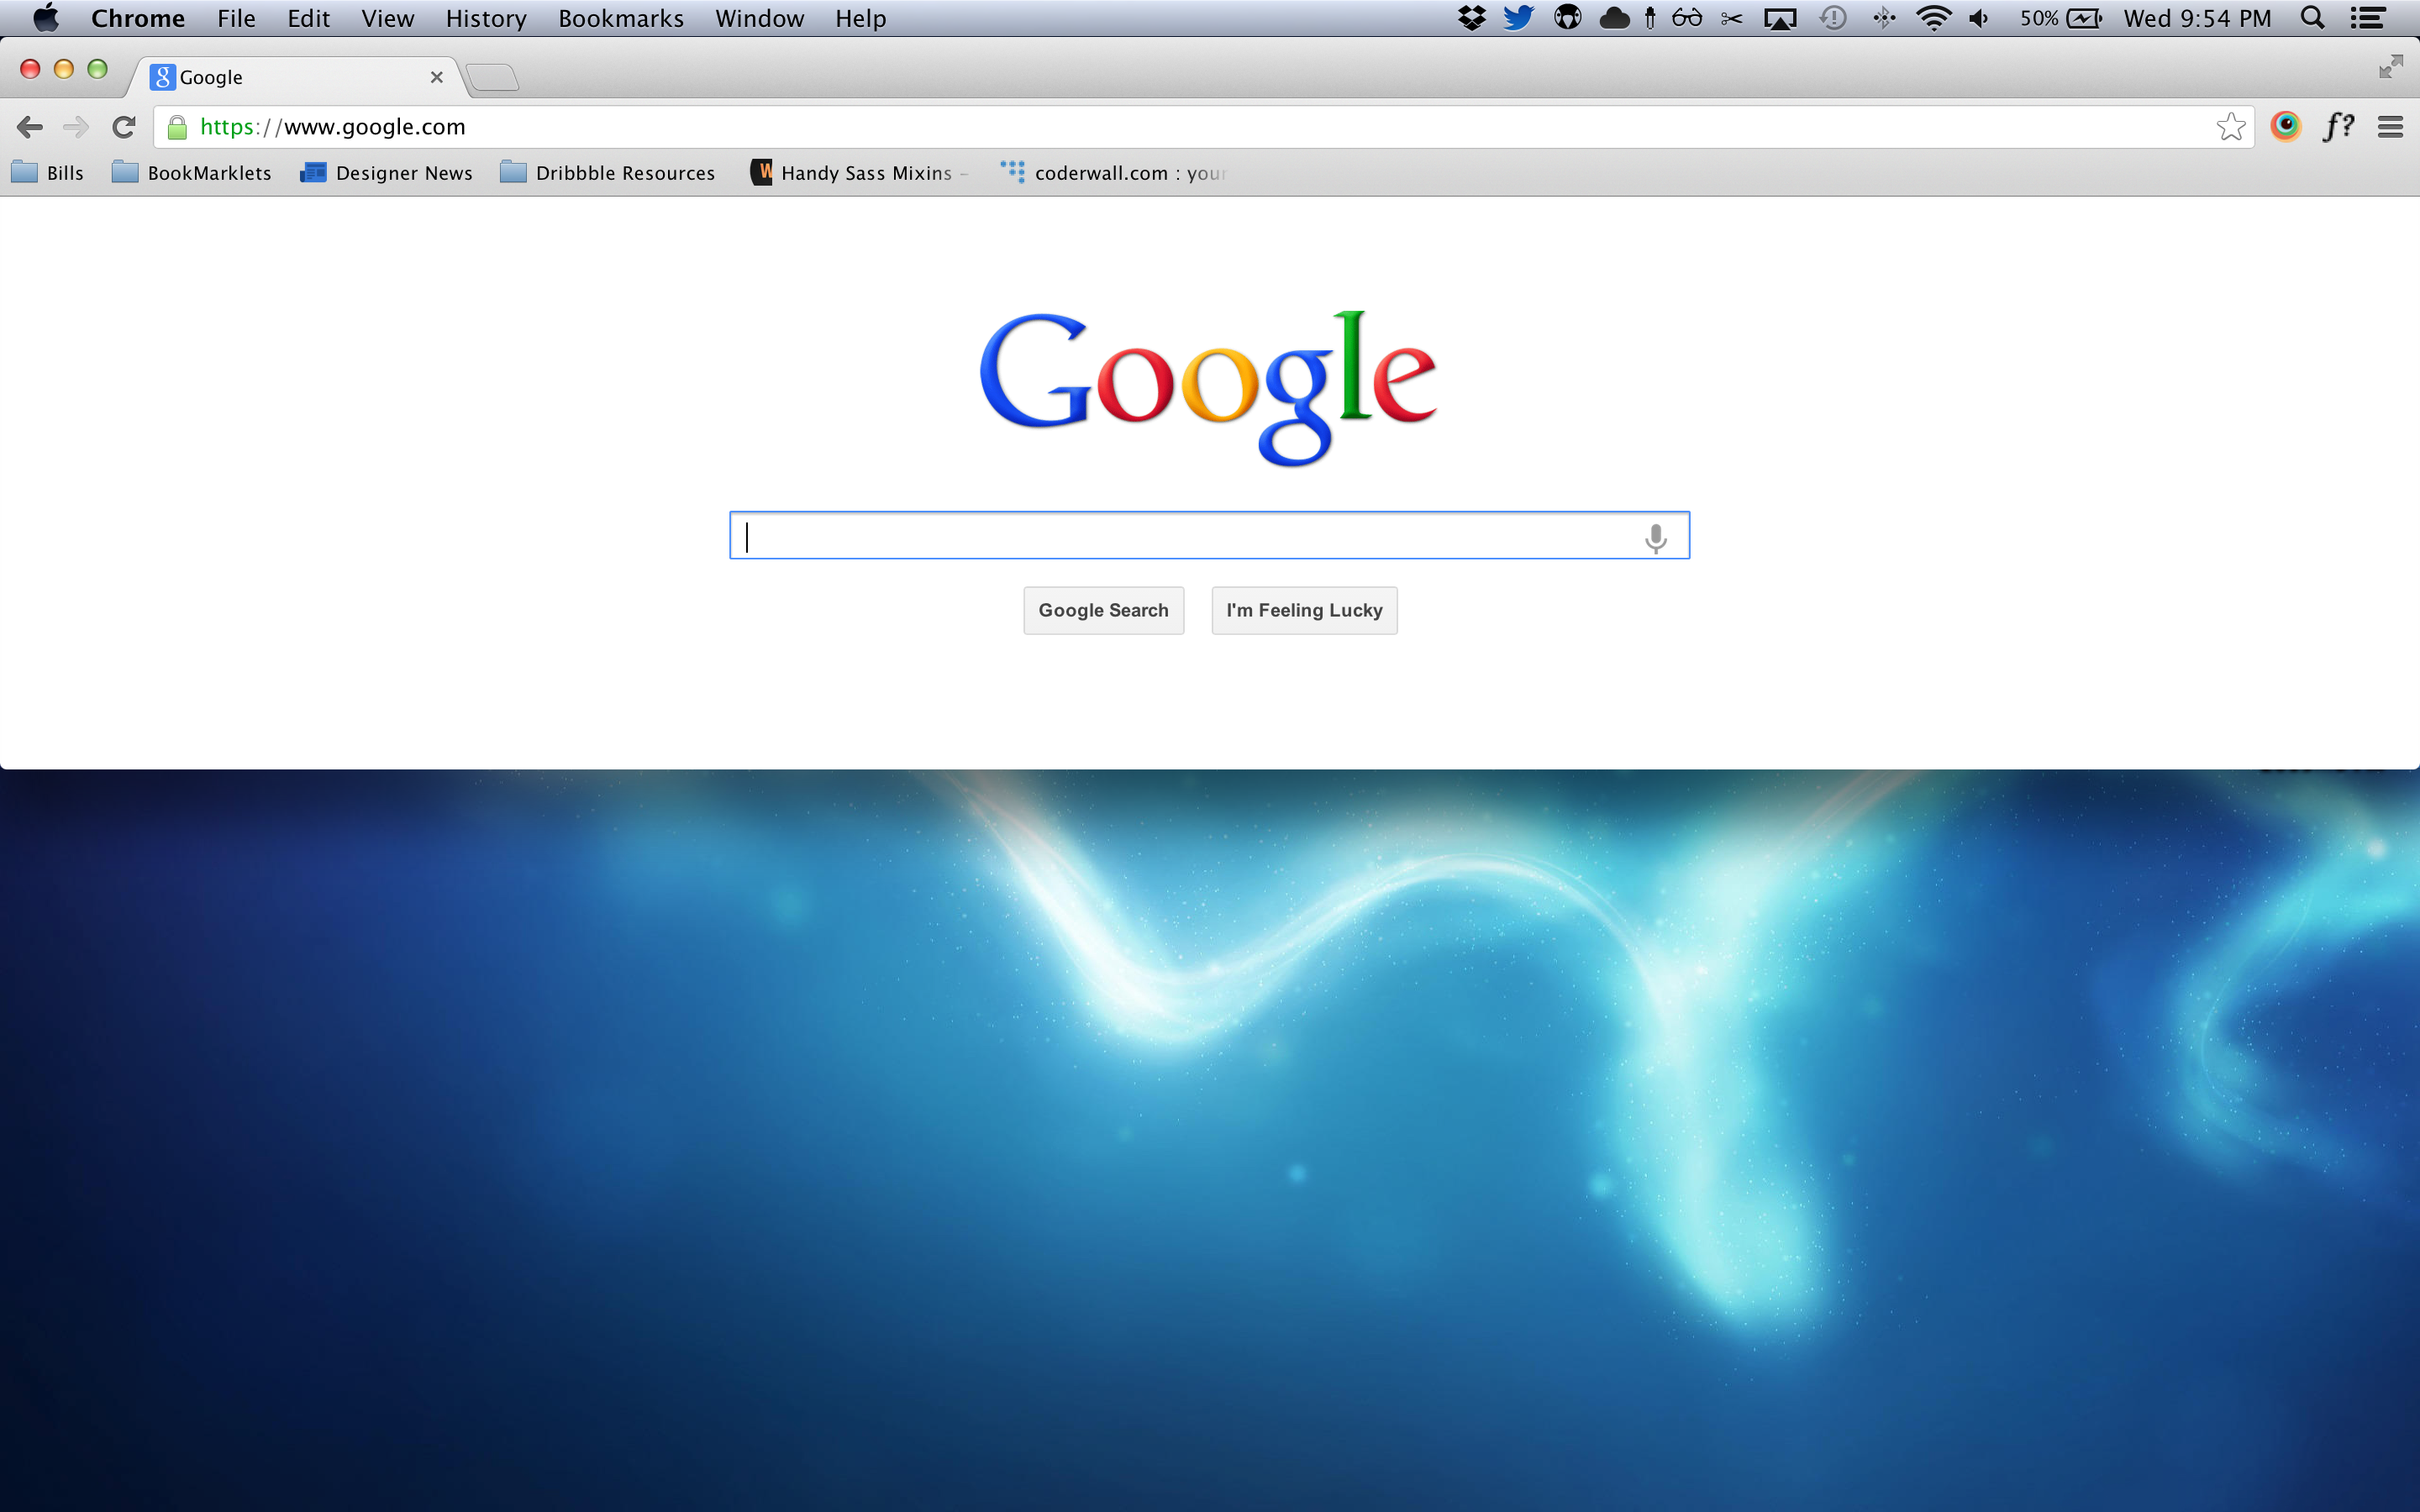 Chrome File Edit View History Bookmarks Window Help 50% Wed 9:54 PM
Google
https://www.google.com f?
Bills BookMarklets Designer News Dribbble Resources Handy Sass Mixins – coderwall.com : your
Google
Google Search I'm Feeling Lucky